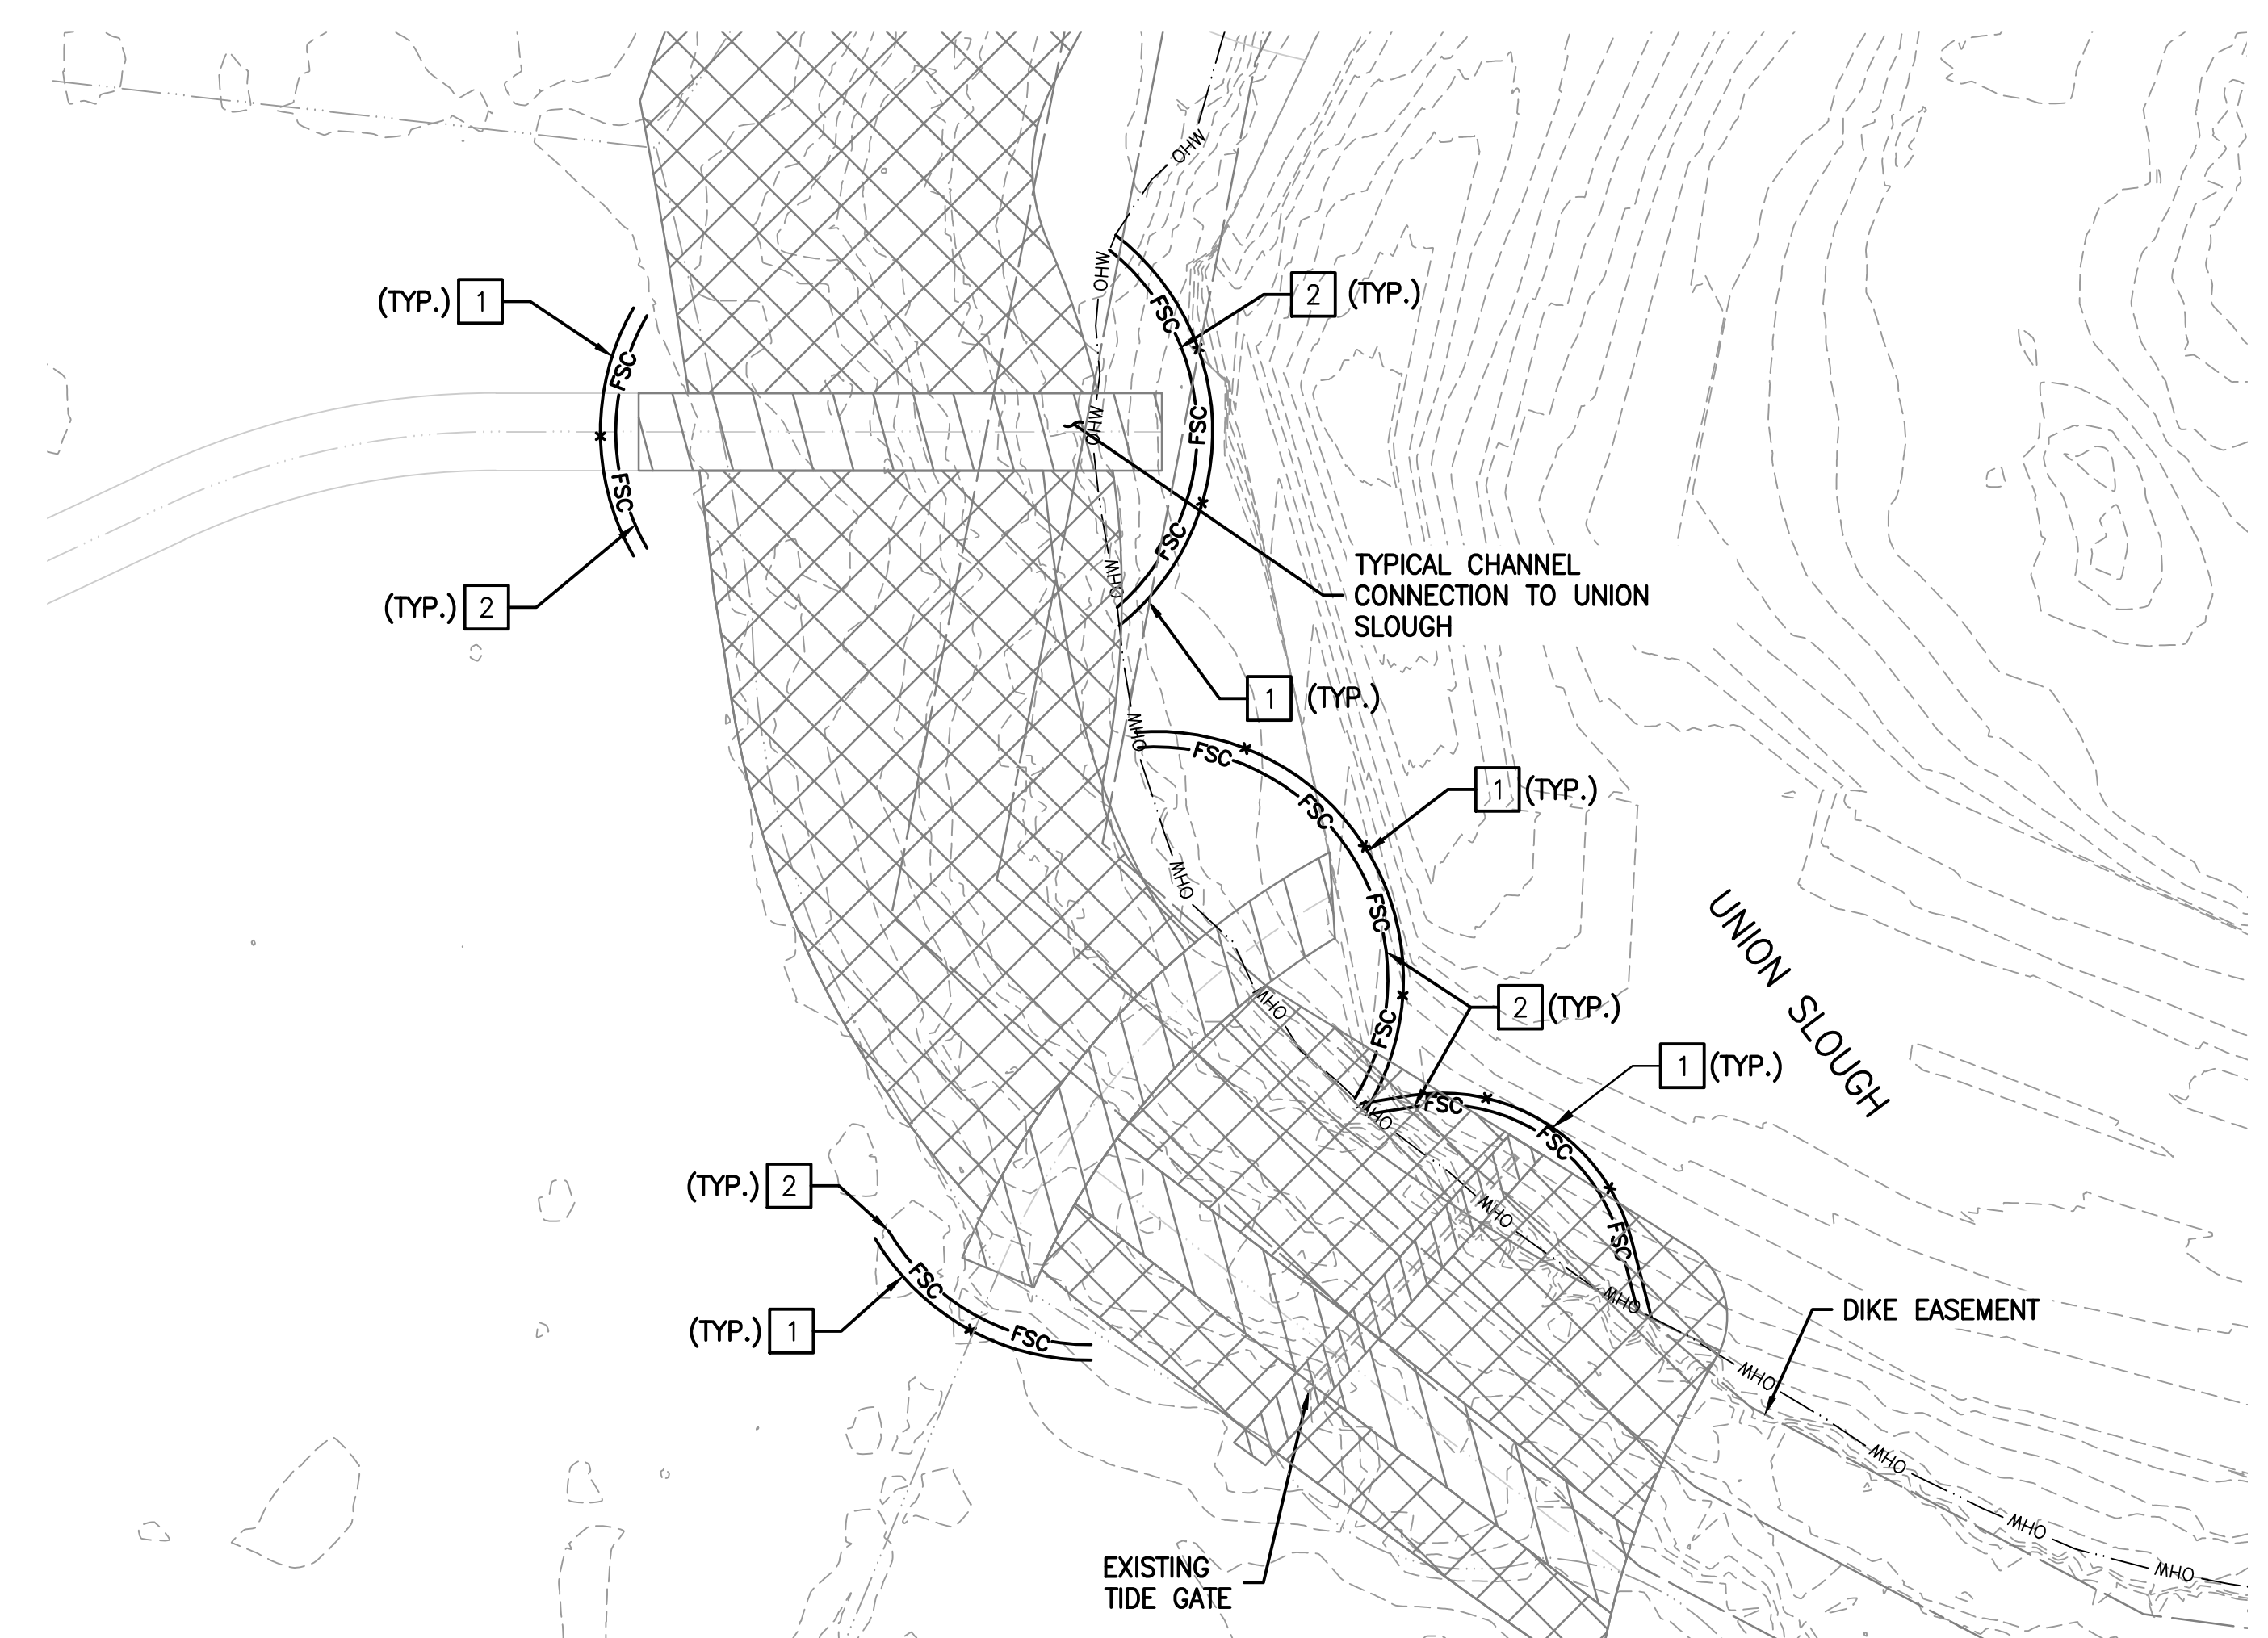 OHW
OHW
(TYP.) 1
2 (TYP.)
FSC
FSC
OHW
FSC
FSC
FSC
TYPICAL CHANNEL
CONNECTION TO UNION
SLOUGH
OHW
(TYP.) 2
1 (TYP.)
OHW
FSC
1 (TYP.)
FSC
OHW
FSC
UNION SLOUGH
OHW
2 (TYP.)
FSC
1 (TYP.)
FSC
OHW
FSC
(TYP.) 2
OHW
FSC
FSC
OHW
DIKE EASEMENT
(TYP.) 1
FSC
OHW
OHW
OHW
EXISTING
TIDE GATE
OHW